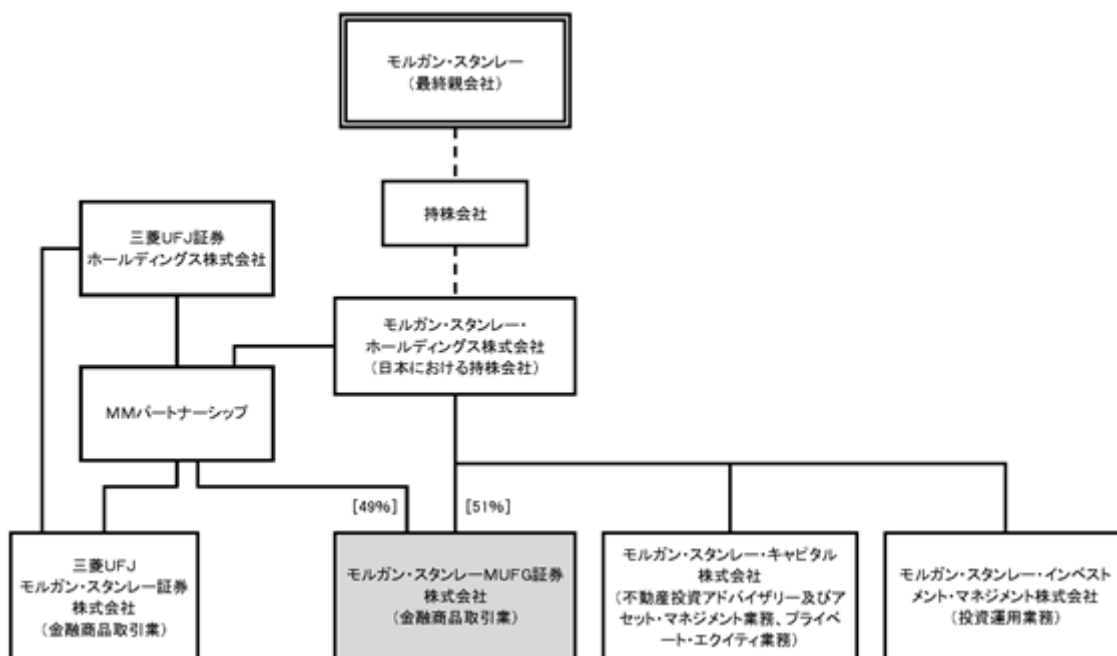 モルガン・スタンレー
（最終親会社）
持株会社
三菱UFJ証券
ホールディングス株式会社
モルガン・スタンレー・
ホールディングス株式会社
（日本における持株会社）
MMパートナーシップ
[49%]
[51%]
三菱UFJ
モルガン・スタンレー証券
株式会社
（金融商品取引業）
モルガン・スタンレーMUFG証券
株式会社
（金融商品取引業）
モルガン・スタンレー・キャピタル
株式会社
（不動産投資アドバイザリー及びア
セット・マネジメント業務、プライベ
ート・エクイティ業務）
モルガン・スタンレー・インベスト
メント・マネジメント株式会社
（投資運用業務）